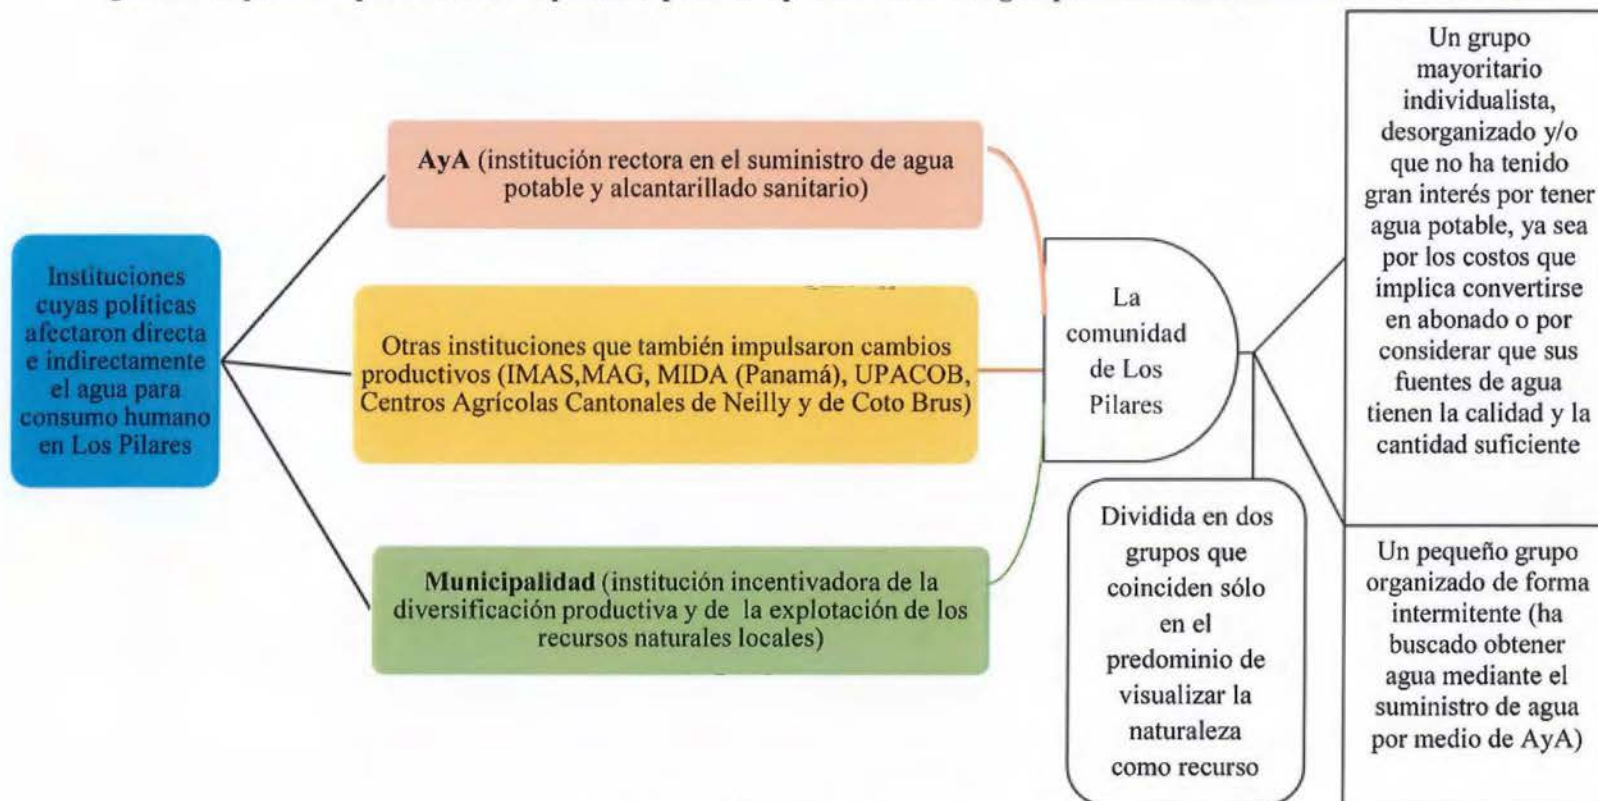 Instituciones
cuyas políticas
afectaron directa
e indirectamente
el agua para
consumo humano
en Los Pilares
AyA (institución rectora en el suministro de agua
potable y alcantarillado sanitario)
Otras instituciones que también impulsaron cambios
productivos (IMAS,MAG, MIDA (Panamá), UPACOB,
Centros Agrícolas Cantonales de Neilly y de Coto Brus)
Municipalidad (institución incentivadora de la
diversificación productiva y de la explotación de los
recursos naturales locales)
La
comunidad
de Los
Pilares
Dividida en dos
grupos que
coinciden sólo
en el
predominio de
visualizar la
naturaleza
como recurso
Un grupo
mayoritario
individualista,
desorganizado y/o
que no ha tenido
gran interés por tener
agua potable, ya sea
por los costos que
implica convertirse
en abonado o por
considerar que sus
fuentes de agua
tienen la calidad y la
cantidad suficiente
Un pequeño grupo
organizado de forma
intermitente (ha
buscado obtener
agua mediante el
suministro de agua
por medio de AyA)